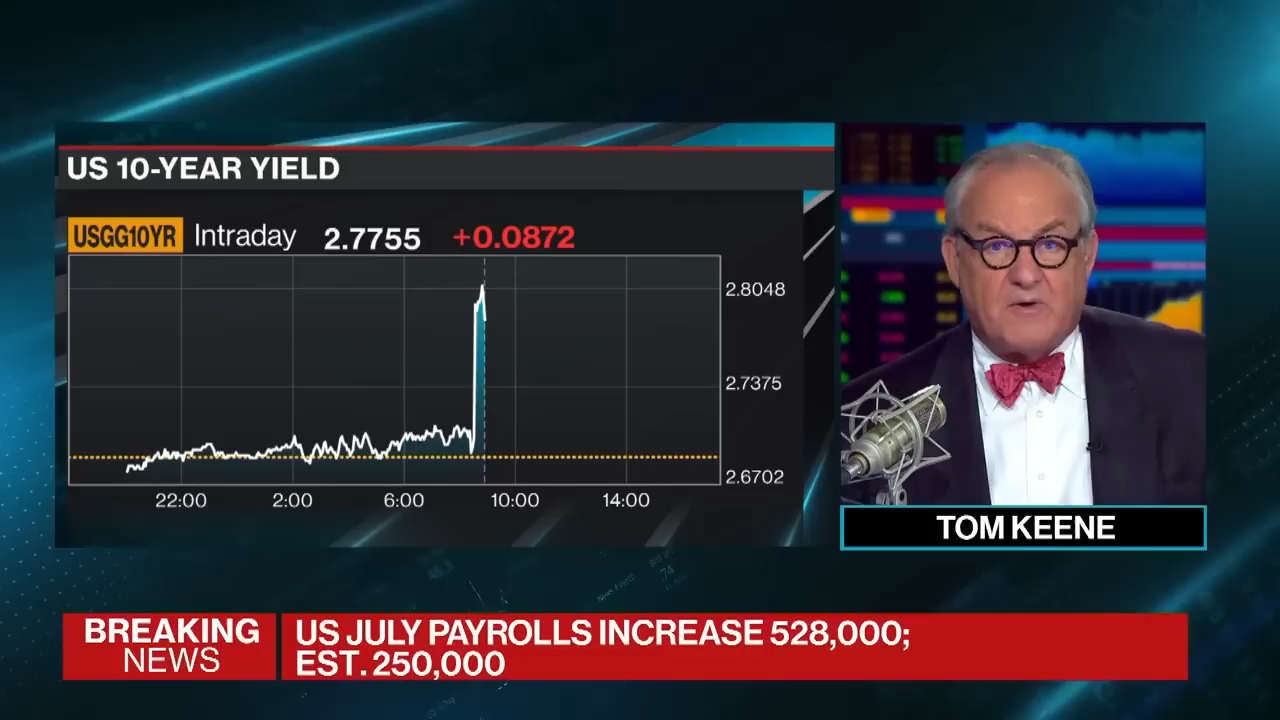 US 10-YEAR YIELD
USGG10YR Intraday 2.7755 +0.0872
2.8048
2.7375
2.6702
22:00 2:00 6:00 10:00 14:00
TOM KEENE
BREAKING
NEWS
US JULY PAYROLLS INCREASE 528,000;
EST. 250,000